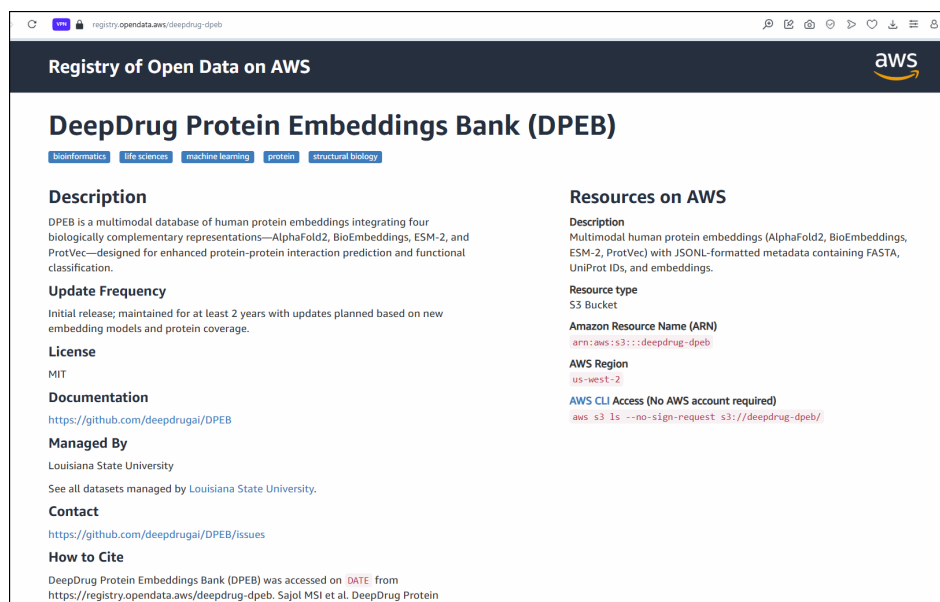 VPN
registry.opendata.aws/deepdrug-dpeb
Registry of Open Data on AWS
aws
DeepDrug Protein Embeddings Bank (DPEB)
bioinformatics life sciences machine learning protein structural biology
Description
DPEB is a multimodal database of human protein embeddings integrating four
biologically complementary representations—AlphaFold2, BioEmbeddings, ESM-2, and
ProtVec—designed for enhanced protein-protein interaction prediction and functional
classification.
Update Frequency
Initial release; maintained for at least 2 years with updates planned based on new
embedding models and protein coverage.
License
MIT
Documentation
https://github.com/deepdrugai/DPEB
Managed By
Louisiana State University
See all datasets managed by Louisiana State University.
Contact
https://github.com/deepdrugai/DPEB/issues
How to Cite
DeepDrug Protein Embeddings Bank (DPEB) was accessed on DATE from
https://registry.opendata.aws/deepdrug-dpeb. Sajol MSI et al. DeepDrug Protein
Resources on AWS
Description
Multimodal human protein embeddings (AlphaFold2, BioEmbeddings,
ESM-2, ProtVec) with JSONL-formatted metadata containing FASTA,
UniProt IDs, and embeddings.
Resource type
S3 Bucket
Amazon Resource Name (ARN)
arn:aws:s3:::deepdrug-dpeb
AWS Region
us-west-2
AWS CLI Access (No AWS account required)
aws s3 ls --no-sign-request s3://deepdrug-dpeb/